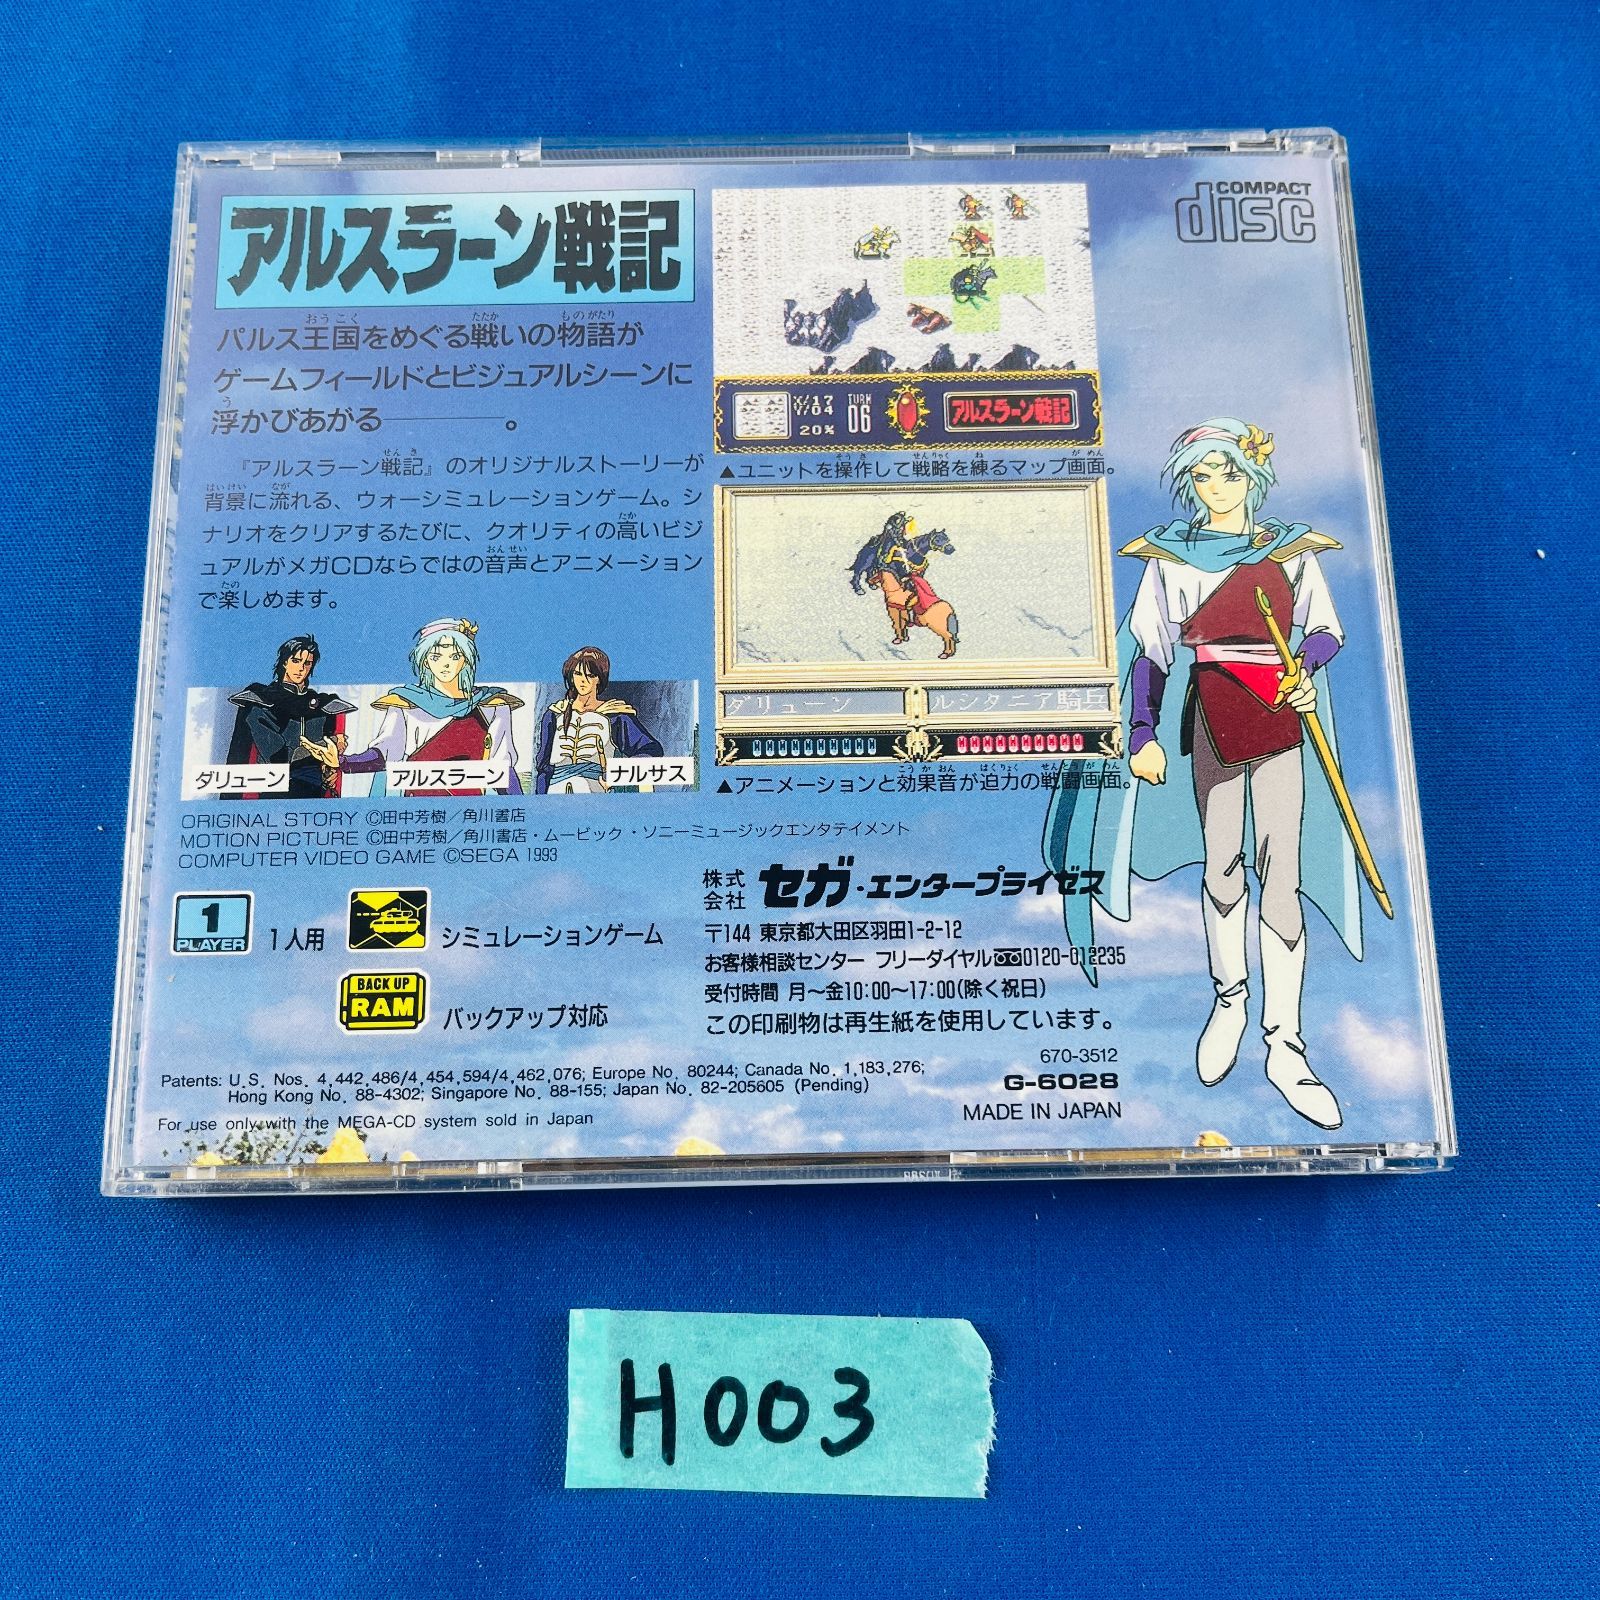 アルスラーン戦記
パルス王国をめぐる戦いの物語が
ゲームフィールドとビジュアルシーンに
浮かびあがる―――。
『アルスラーン戦記』のオリジナルストーリーが
背景に流れる、ウォーシミュレーションゲーム。シ
ナリオをクリアするたびに、クオリティの高いビジ
ュアルがメガCDならではの音声とアニメーション
で楽しめます。
ダリューン
アルスラーン
ナルサス
COMPACT
disc
X/17
Y/04
20%
TURN
06
アルスラーン戦記
▲ユニットを操作して戦略を練るマップ画面。
ダリューン
ルシタニア騎兵
▲アニメーションと効果音が迫力の戦闘画面。
ORIGINAL STORY ©田中芳樹／角川書店
MOTION PICTURE ©田中芳樹／角川書店・ムービック・ソニーミュージックエンタテイメント
COMPUTER VIDEO GAME ©SEGA 1993
1
PLAYER
1人用
シミュレーションゲーム
BACK UP
RAM
バックアップ対応
株式会社 セガ・エンタープライゼス
〒144 東京都大田区羽田1-2-12
お客様相談センター フリーダイヤル0120-012235
受付時間 月〜金10:00〜17:00(除く祝日)
この印刷物は再生紙を使用しています。
670-3512
G-6028
MADE IN JAPAN
Patents: U.S. Nos. 4,442,486/4,454,594/4,462,076; Europe No. 80244; Canada No. 1,183,276;
Hong Kong No. 88-4302; Singapore No. 88-155; Japan No. 82-205605 (Pending)
For use only with the MEGA-CD system sold in Japan
H003